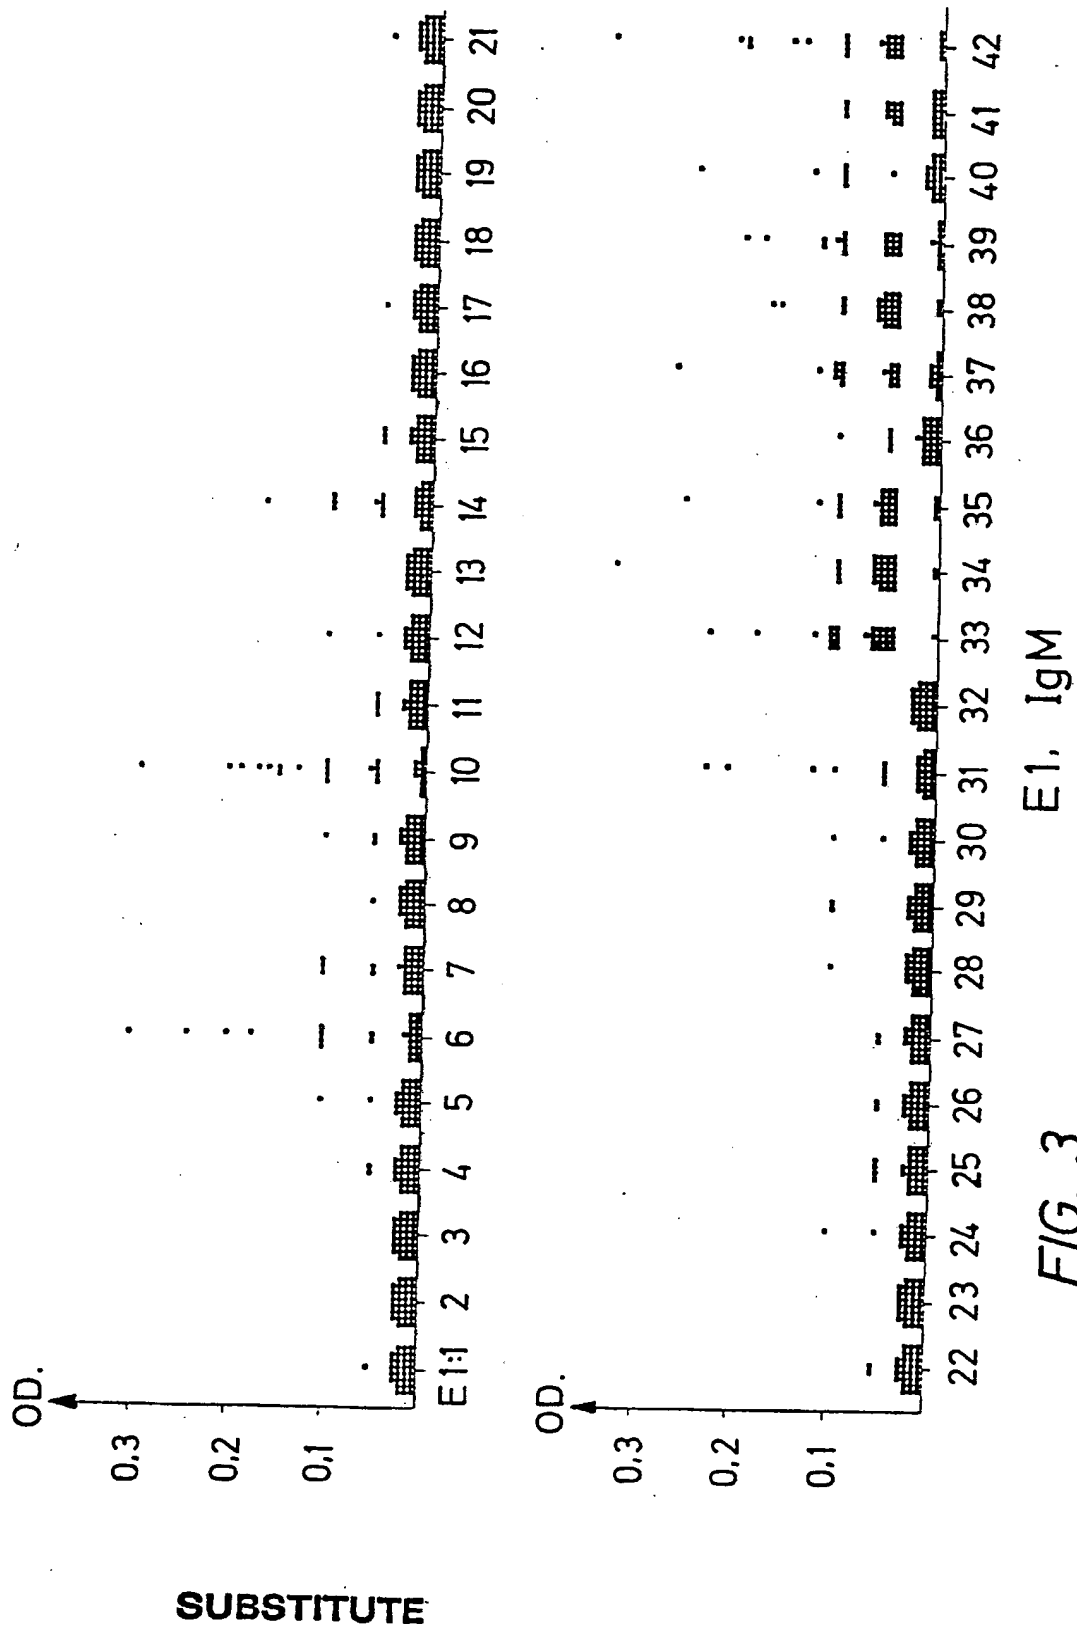 OD.
0.3
0.2
0.1
E1:1 2 3 4 5 6 7 8 9 10 11 12 13 14 15 16 17 18 19 20 21
OD.
0.3
0.2
0.1
22 23 24 25 26 27 28 29 30 31 32 33 34 35 36 37 38 39 40 41 42
E1, IgM
FIG. 3
SUBSTITUTE